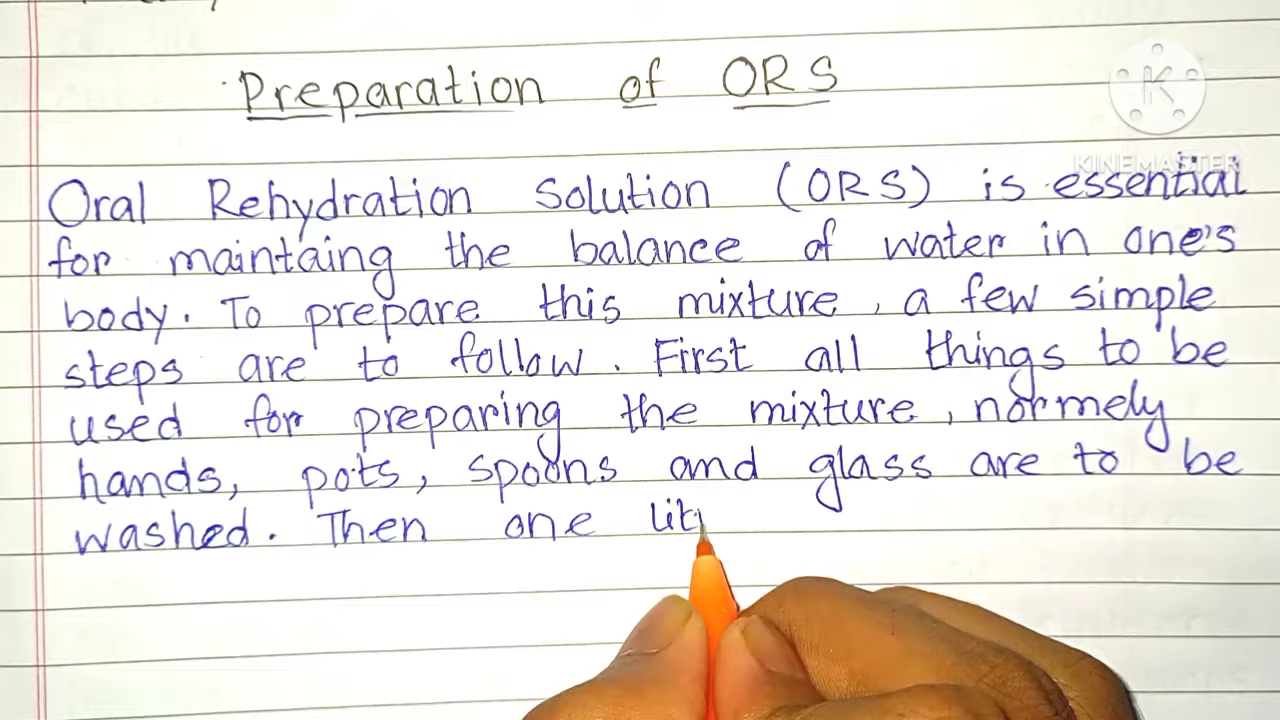 Preparation of ORS
K
KINEMASTER
Oral Rehydration Solution (ORS) is essential
for maintaing the balance of water in one's
body. To prepare this mixture, a few simple
steps are to follow. First all things to be
used for preparing the mixture, normely
hands, pots, spoons and glass are to be
washed. Then one lit